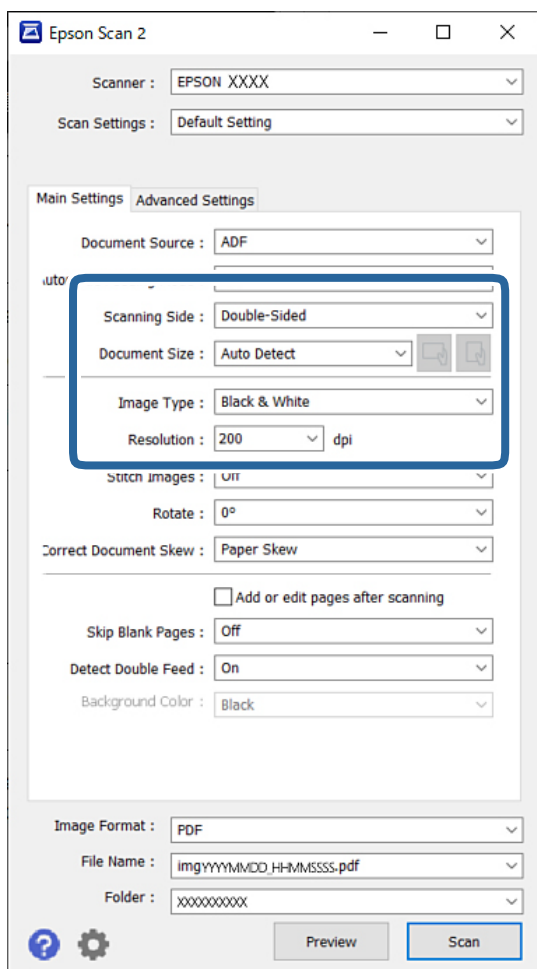 Epson Scan 2
Scanner : EPSON XXXX
Scan Settings : Default Setting
Main Settings Advanced Settings
Document Source : ADF
Scanning Side : Double-Sided
Document Size : Auto Detect
Image Type : Black & White
Resolution : 200 dpi
Stitch Images : Off
Rotate : 0°
Correct Document Skew : Paper Skew
Add or edit pages after scanning
Skip Blank Pages : Off
Detect Double Feed : On
Background Color : Black
Image Format : PDF
File Name : imgYYYYMMDD_HHMMSSSS.pdf
Folder : XXXXXXXXXX
? Preview Scan